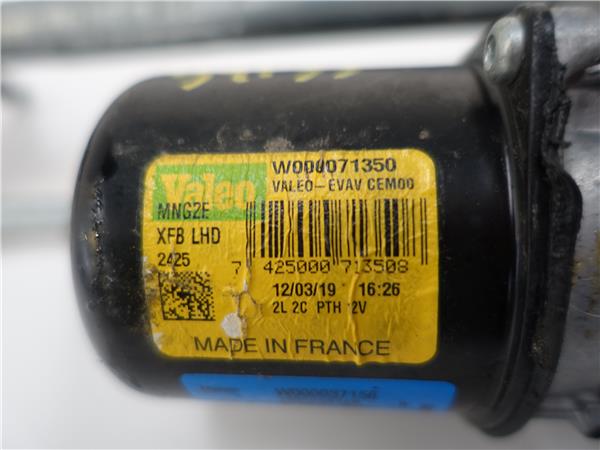 Valeo
W000071350
VALEO-EVAV CEM00
MNG2E
XFB LHD
2425
7 425000 713508
12/03/19 16:26
2L 2C PTH 2V
MADE IN FRANCE